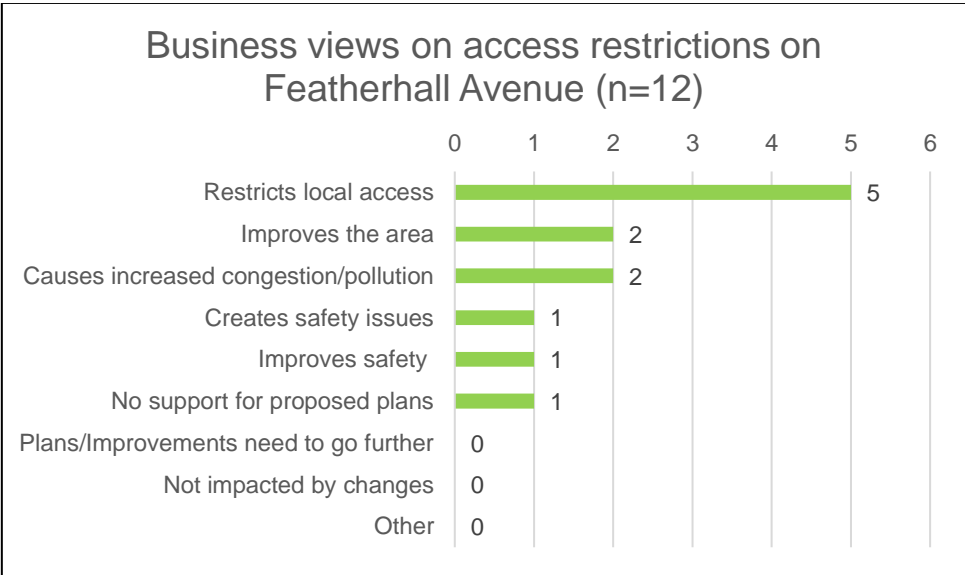 Business views on access restrictions on
Featherhall Avenue (n=12)
0 1 2 3 4 5 6
Restricts local access 5
Improves the area 2
Causes increased congestion/pollution 2
Creates safety issues 1
Improves safety 1
No support for proposed plans 1
Plans/Improvements need to go further 0
Not impacted by changes 0
Other 0